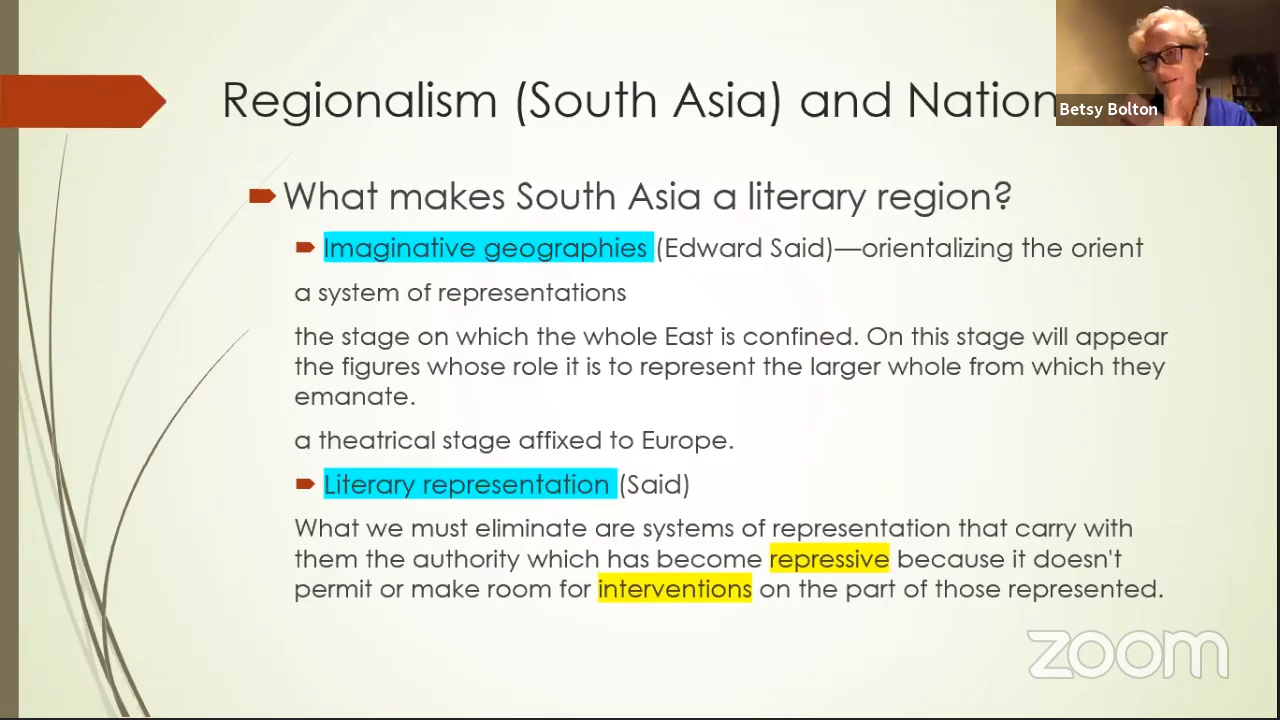 Regionalism (South Asia) and Nation
Betsy Bolton
What makes South Asia a literary region?
Imaginative geographies (Edward Said)—orientalizing the orient
a system of representations
the stage on which the whole East is confined. On this stage will appear
the figures whose role it is to represent the larger whole from which they
emanate.
a theatrical stage affixed to Europe.
Literary representation (Said)
What we must eliminate are systems of representation that carry with
them the authority which has become repressive because it doesn't
permit or make room for interventions on the part of those represented.
zoom